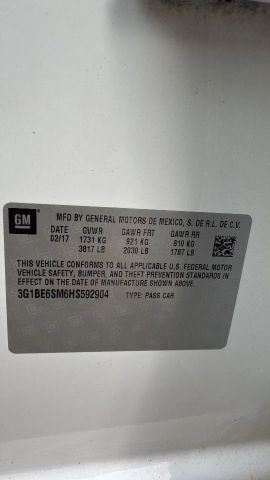 GM
MFD BY GENERAL MOTORS DE MEXICO, S. DE R.L. DE C.V.
DATE GVWR GAWR FRT GAWR RR
02/17 1731 KG 921 KG 810 KG
3817 LB 2030 LB 1787 LB
THIS VEHICLE CONFORMS TO ALL APPLICABLE U.S. FEDERAL MOTOR
VEHICLE SAFETY, BUMPER, AND THEFT PREVENTION STANDARDS IN
EFFECT ON THE DATE OF MANUFACTURE SHOWN ABOVE.
3G1BE6SM6HS592904 TYPE: PASS CAR